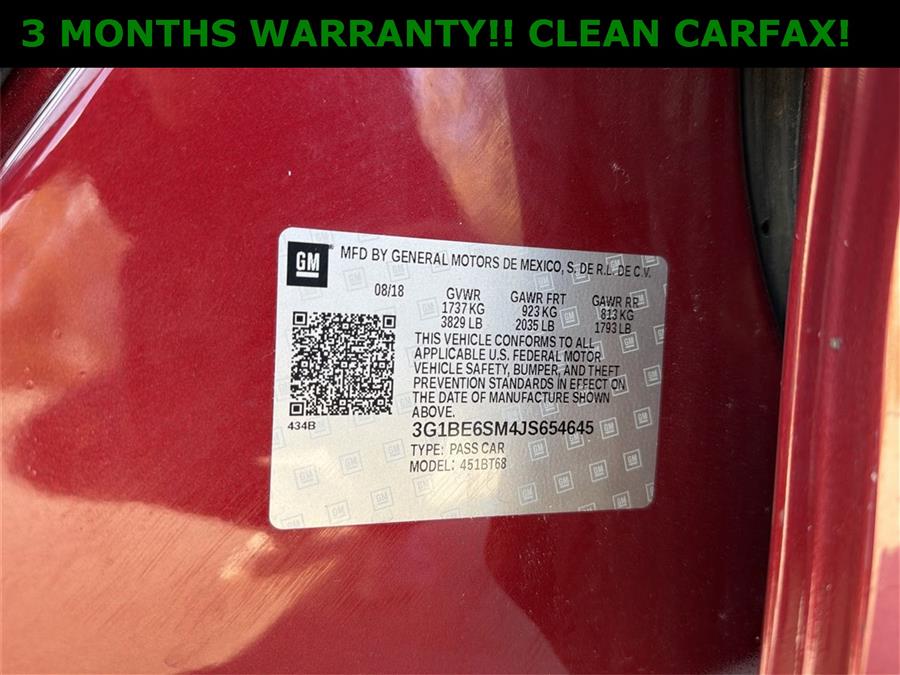 3 MONTHS WARRANTY!! CLEAN CARFAX!
GM MFD BY GENERAL MOTORS DE MEXICO, S. DE R.L. DE C.V.
08/18 GVWR GAWR FRT GAWR RR
1737 KG 923 KG 813 KG
3829 LB 2035 LB 1793 LB
THIS VEHICLE CONFORMS TO ALL
APPLICABLE U.S. FEDERAL MOTOR
VEHICLE SAFETY, BUMPER, AND THEFT
PREVENTION STANDARDS IN EFFECT ON
THE DATE OF MANUFACTURE SHOWN
ABOVE.
434B
3G1BE6SM4JS654645
TYPE: PASS CAR
MODEL: 451BT68